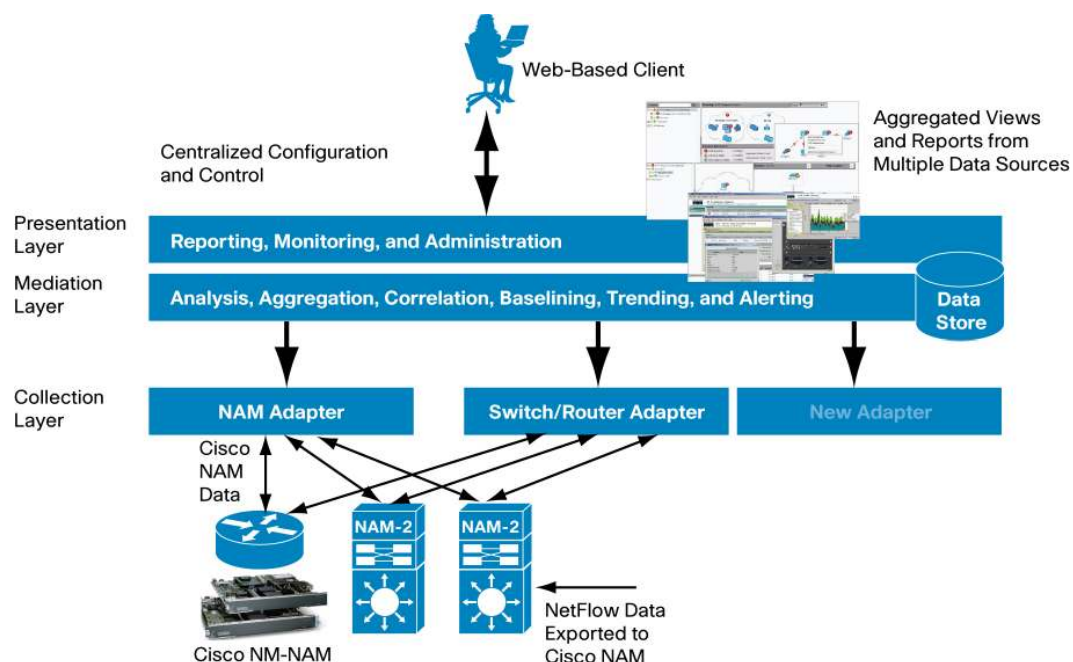 Web-Based Client
Aggregated Views
and Reports from
Multiple Data Sources
Centralized Configuration
and Control
Presentation
Layer
Reporting, Monitoring, and Administration
Mediation
Layer
Analysis, Aggregation, Correlation, Baselining, Trending, and Alerting
Data
Store
Collection
Layer
NAM Adapter
Switch/Router Adapter
New Adapter
Cisco
NAM
Data
NAM-2
NAM-2
NetFlow Data
Exported to
Cisco NAM
Cisco NM-NAM